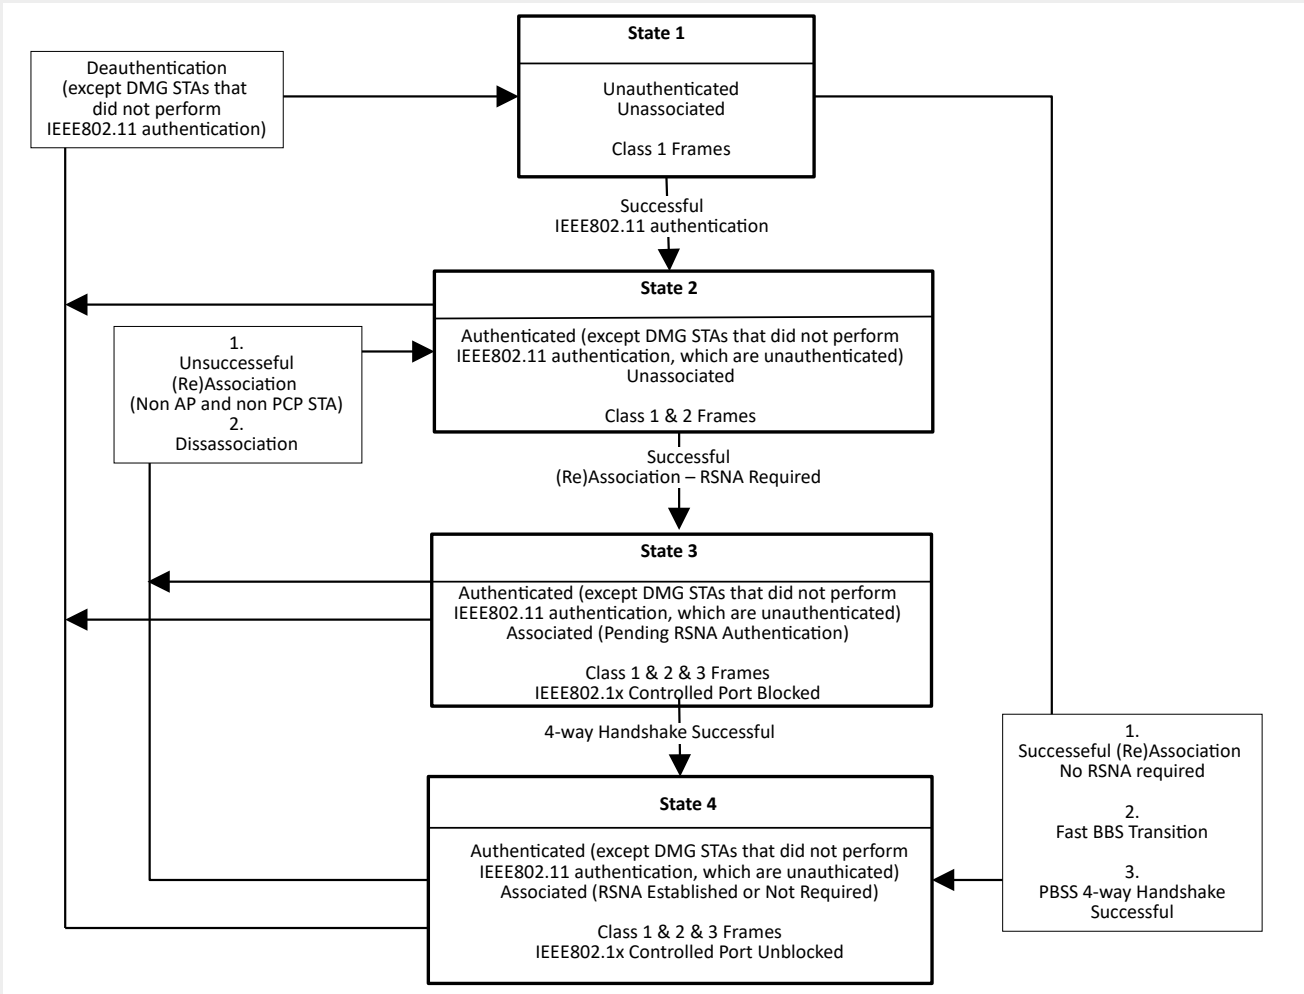 State 1
Unauthenticated
Unassociated
Class 1 Frames
Deauthentication
(except DMG STAs that
did not perform
IEEE802.11 authentication)
Successful
IEEE802.11 authentication
State 2
Authenticated (except DMG STAs that did not perform
IEEE802.11 authentication, which are unauthenticated)
Unassociated
Class 1 & 2 Frames
1.
Unsuccesseful
(Re)Association
(Non AP and non PCP STA)
2.
Dissassociation
Successful
(Re)Association – RSNA Required
State 3
Authenticated (except DMG STAs that did not perform
IEEE802.11 authentication, which are unauthenticated)
Associated (Pending RSNA Authentication)
Class 1 & 2 & 3 Frames
IEEE802.1x Controlled Port Blocked
4-way Handshake Successful
1.
Successeful (Re)Association
No RSNA required
2.
Fast BBS Transition
3.
PBSS 4-way Handshake
Successful
State 4
Authenticated (except DMG STAs that did not perform
IEEE802.11 authentication, which are unauthicated)
Associated (RSNA Established or Not Required)
Class 1 & 2 & 3 Frames
IEEE802.1x Controlled Port Unblocked